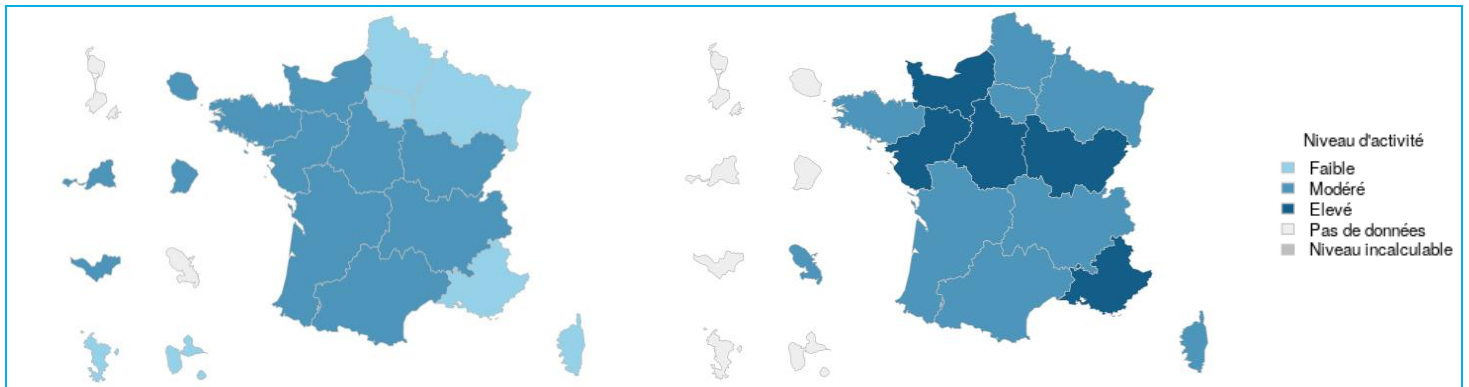 Niveau d'activité
Faible
Modéré
Elevé
Pas de données
Niveau incalculable